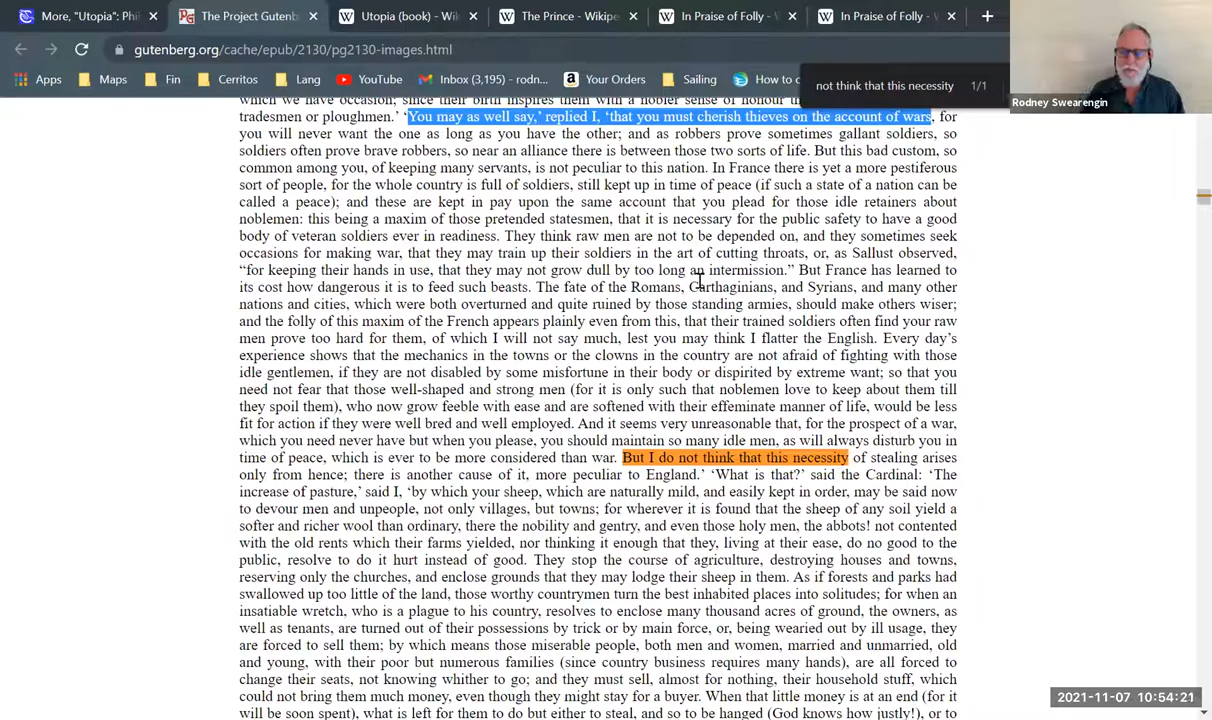 More, "Utopia": Phil
The Project Gutenb
Utopia (book) - Wiki
The Prince - Wikipe
In Praise of Folly -
In Praise of Folly -
gutenberg.org/cache/epub/2130/pg2130-images.html
Apps
Maps
Fin
Cerritos
Lang
YouTube
Inbox (3,195) - rodn...
Your Orders
Sailing
How to c
not think that this necessity 1/1
Rodney Swearengin
which we have occasion; since their birth inspires them with a nobler sense of honour
tradesmen or ploughmen.’ ‘You may as well say,’ replied I, ‘that you must cherish thieves on the account of wars, for
you will never want the one as long as you have the other; and as robbers prove sometimes gallant soldiers, so
soldiers often prove brave robbers, so near an alliance there is between those two sorts of life. But this bad custom, so
common among you, of keeping many servants, is not peculiar to this nation. In France there is yet a more pestiferous
sort of people, for the whole country is full of soldiers, still kept up in time of peace (if such a state of a nation can be
called a peace); and these are kept in pay upon the same account that you plead for those idle retainers about
noblemen: this being a maxim of those pretended statesmen, that it is necessary for the public safety to have a good
body of veteran soldiers ever in readiness. They think raw men are not to be depended on, and they sometimes seek
occasions for making war, that they may train up their soldiers in the art of cutting throats, or, as Sallust observed,
“for keeping their hands in use, that they may not grow dull by too long an intermission.” But France has learned to
its cost how dangerous it is to feed such beasts. The fate of the Romans, Carthaginians, and Syrians, and many other
nations and cities, which were both overturned and quite ruined by those standing armies, should make others wiser;
and the folly of this maxim of the French appears plainly even from this, that their trained soldiers often find your raw
men prove too hard for them, of which I will not say much, lest you may think I flatter the English. Every day’s
experience shows that the mechanics in the towns or the clowns in the country are not afraid of fighting with those
idle gentlemen, if they are not disabled by some misfortune in their body or dispirited by extreme want; so that you
need not fear that those well-shaped and strong men (for it is only such that noblemen love to keep about them till
they spoil them), who now grow feeble with ease and are softened with their effeminate manner of life, would be less
fit for action if they were well bred and well employed. And it seems very unreasonable that, for the prospect of a war,
which you need never have but when you please, you should maintain so many idle men, as will always disturb you in
time of peace, which is ever to be more considered than war. But I do not think that this necessity of stealing arises
only from hence; there is another cause of it, more peculiar to England.’ ‘What is that?’ said the Cardinal: ‘The
increase of pasture,’ said I, ‘by which your sheep, which are naturally mild, and easily kept in order, may be said now
to devour men and unpeople, not only villages, but towns; for wherever it is found that the sheep of any soil yield a
softer and richer wool than ordinary, there the nobility and gentry, and even those holy men, the abbots! not contented
with the old rents which their farms yielded, nor thinking it enough that they, living at their ease, do no good to the
public, resolve to do it hurt instead of good. They stop the course of agriculture, destroying houses and towns,
reserving only the churches, and enclose grounds that they may lodge their sheep in them. As if forests and parks had
swallowed up too little of the land, those worthy countrymen turn the best inhabited places into solitudes; for when an
insatiable wretch, who is a plague to his country, resolves to enclose many thousand acres of ground, the owners, as
well as tenants, are turned out of their possessions by trick or by main force, or, being wearied out by ill usage, they
are forced to sell them; by which means those miserable people, both men and women, married and unmarried, old
and young, with their poor but numerous families (since country business requires many hands), are all forced to
change their seats, not knowing whither to go; and they must sell, almost for nothing, their household stuff, which
could not bring them much money, even though they might stay for a buyer. When that little money is at an end (for it
will be soon spent), what is left for them to do but either to steal, and so to be hanged (God knows how justly!), or to
2021-11-07 10:54:21